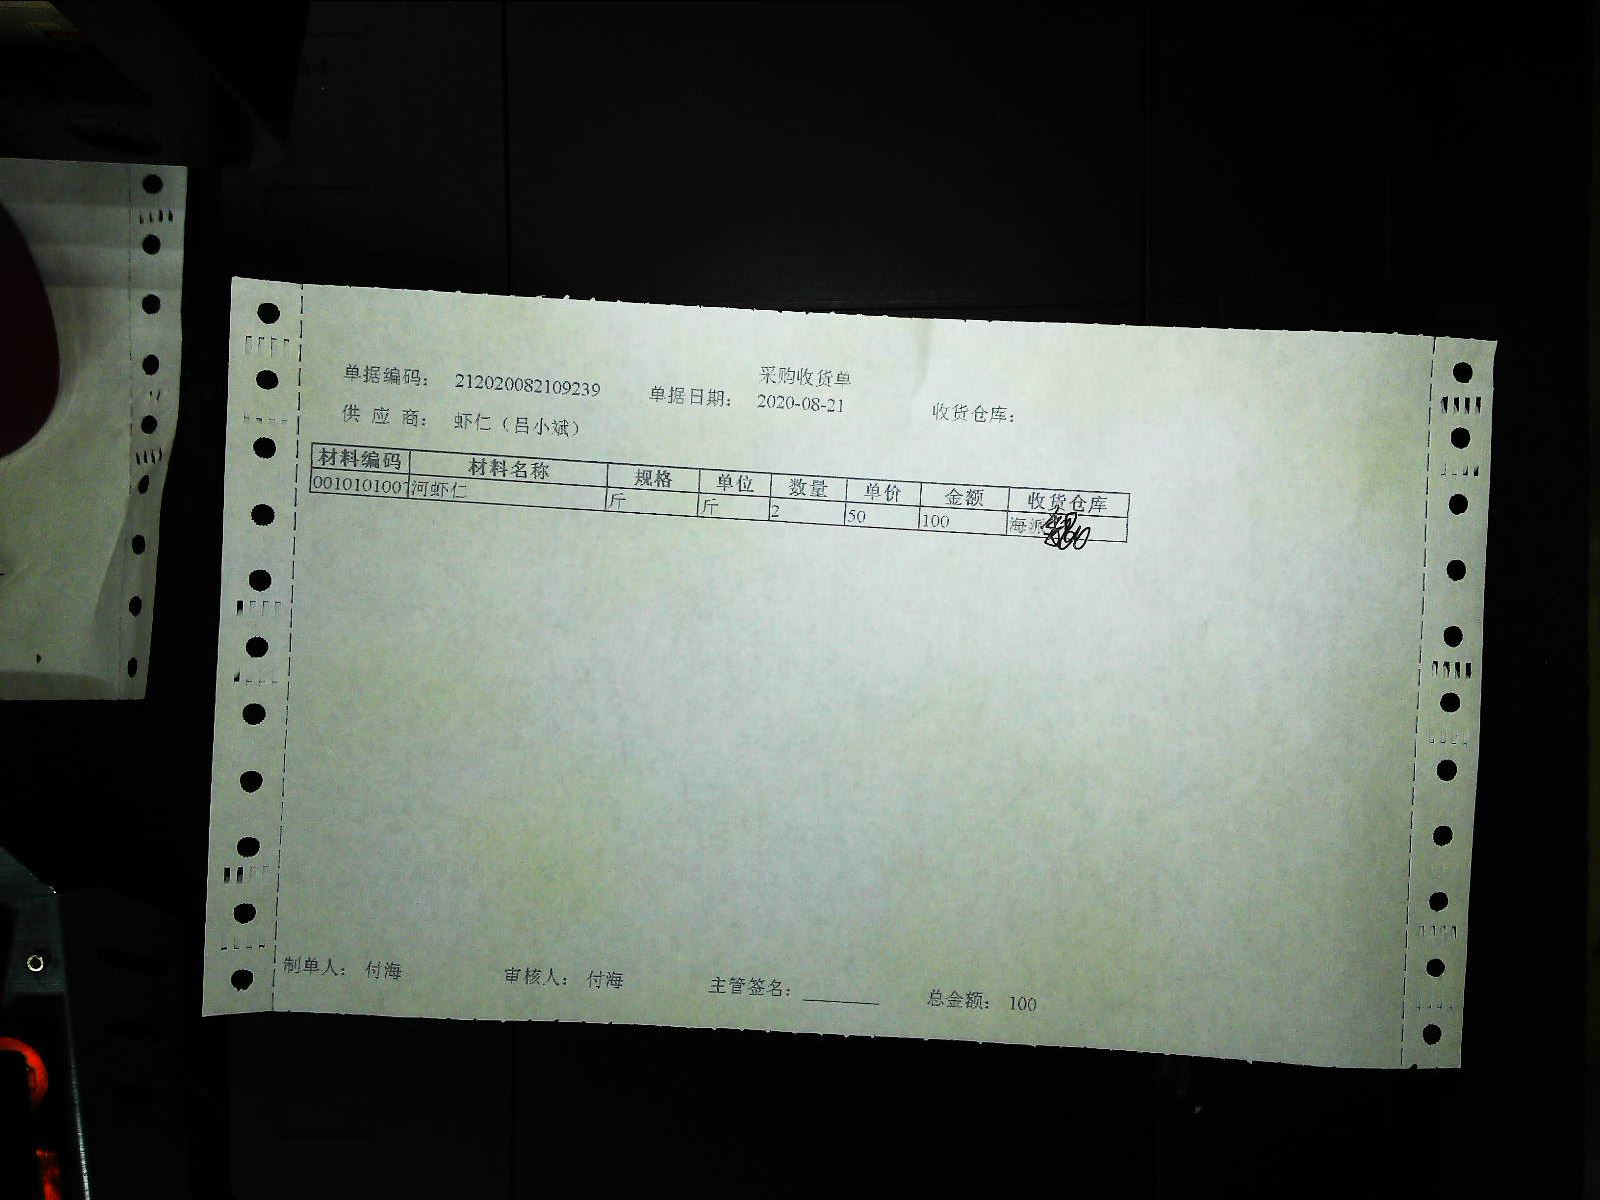 采购收货单
单据编码: 212020082109239 单据日期: 2020-08-21 收货仓库:
供 应 商: 虾仁（吕小斌）
材料编码 材料名称 规格 单位 数量 单价 金额 收货仓库
0010101007 河虾仁 斤 斤 2 50 100 海派
制单人: 付海 审核人: 付海 主管签名: ________ 总金额: 100